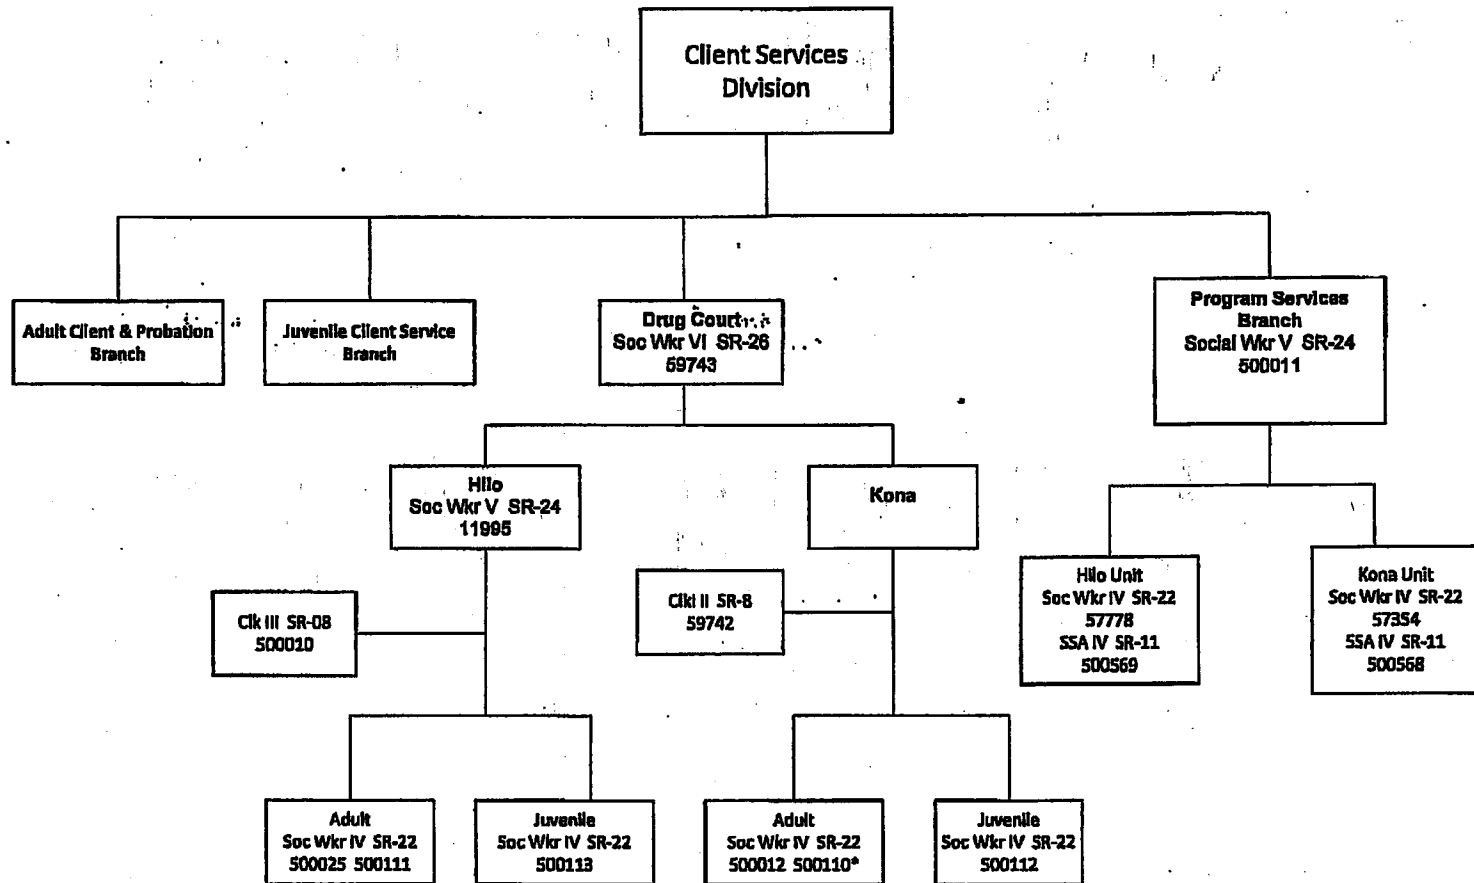 Client Services
Division
Adult Client & Probation
Branch
Juvenile Client Service
Branch
Drug Court
Soc Wkr VI SR-26
59743
Program Services
Branch
Social Wkr V SR-24
500011
Hilo
Soc Wkr V SR-24
11995
Kona
Clk III SR-08
500010
Clkl II SR-8
59742
Hilo Unit
Soc Wkr IV SR-22
57778
SSA IV SR-11
500569
Kona Unit
Soc Wkr IV SR-22
57354
SSA IV SR-11
500568
Adult
Soc Wkr IV SR-22
500025 500111
Juvenile
Soc Wkr IV SR-22
500113
Adult
Soc Wkr IV SR-22
500012 500110*
Juvenile
Soc Wkr IV SR-22
500112